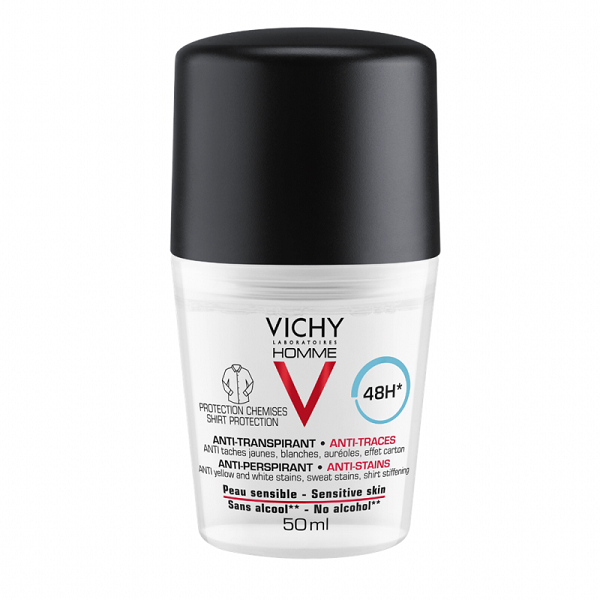 VICHY
LABORATOIRES
HOMME
V
48H*
PROTECTION CHEMISES
SHIRT PROTECTION
ANTI-TRANSPIRANT • ANTI-TRACES
ANTI taches jaunes, blanches, auréoles, effet carton
ANTI-PERSPIRANT • ANTI-STAINS
ANTI yellow and white stains, sweat stains, shirt stiffening
Peau sensible - Sensitive skin
Sans alcool** - No alcohol**
50ml